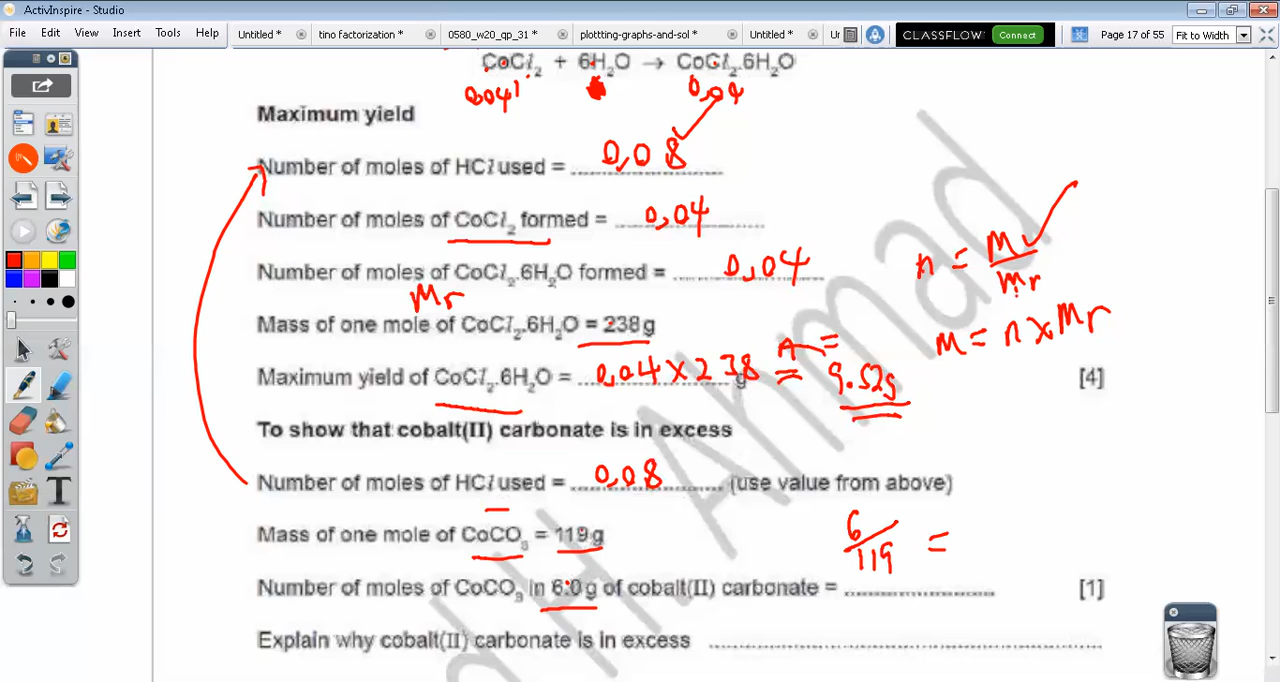 ActivInspire - Studio
File Edit View Insert Tools Help
Untitled * tino factorization * 0580_w20_qp_31 * plottting-graphs-and-sol * Untitled * Ur CLASSFLOW Connect Page 17 of 55 Fit to Width
CoCl₂ + 6H₂O → CoCl₂.6H₂O
0.04 0,04
Maximum yield
Number of moles of HCl used = 0,08
Number of moles of CoCl₂ formed = 0,04
Number of moles of CoCl₂.6H₂O formed = 0,04
n = M/Mr
Mr
Mass of one mole of CoCl₂.6H₂O = 238 g
M = n x Mr
Maximum yield of CoCl₂.6H₂O = 0,04 x 238 g = 9.52g [4]
To show that cobalt(II) carbonate is in excess
Number of moles of HCl used = 0,08 (use value from above)
Mass of one mole of CoCO₃ = 119 g
6/119 =
Number of moles of CoCO₃ in 6.0 g of cobalt(II) carbonate = [1]
Explain why cobalt(II) carbonate is in excess
Ahmad